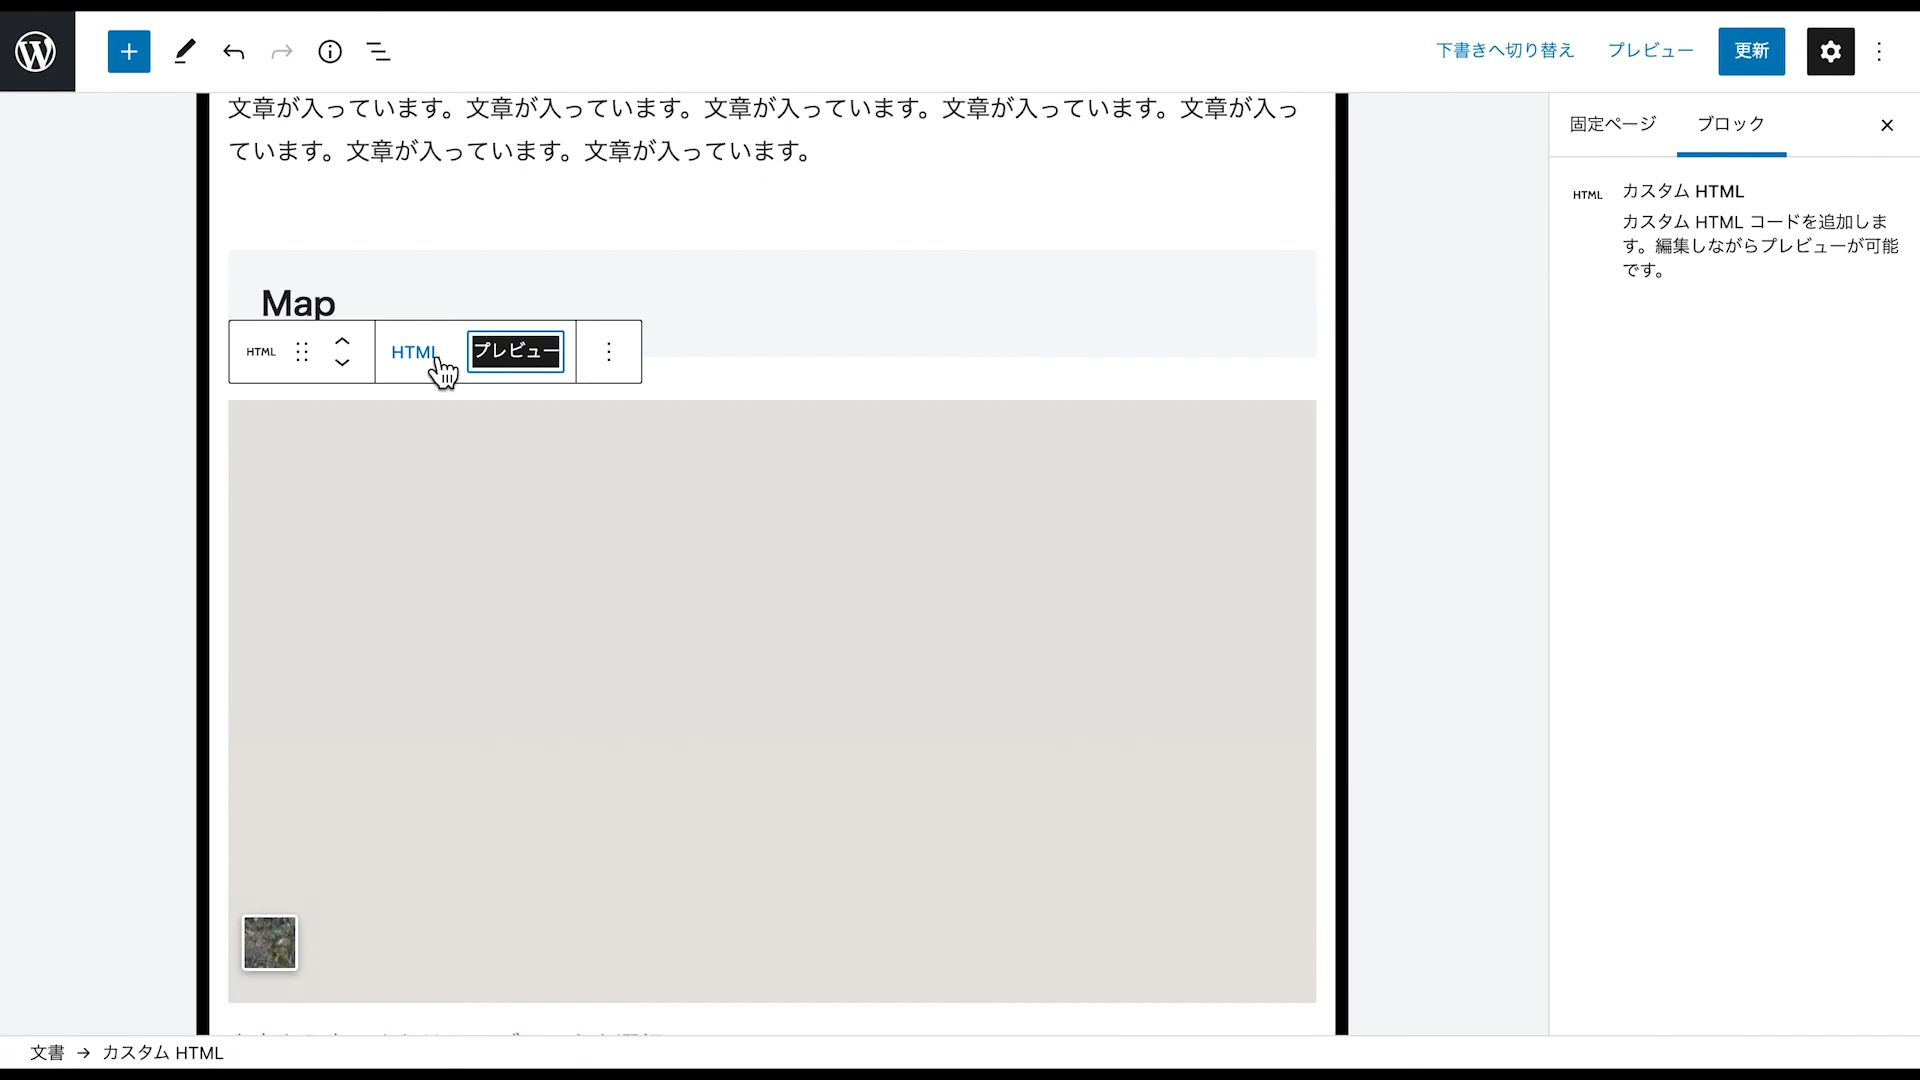 下書きへ切り替え プレビュー 更新
文章が入っています。文章が入っています。文章が入っています。文章が入っています。文章が入っ
ています。文章が入っています。文章が入っています。
固定ページ ブロック
HTML カスタム HTML
カスタム HTML コードを追加しま
す。編集しながらプレビューが可能
です。
Map
HTML HTML プレビュー
文書 → カスタム HTML